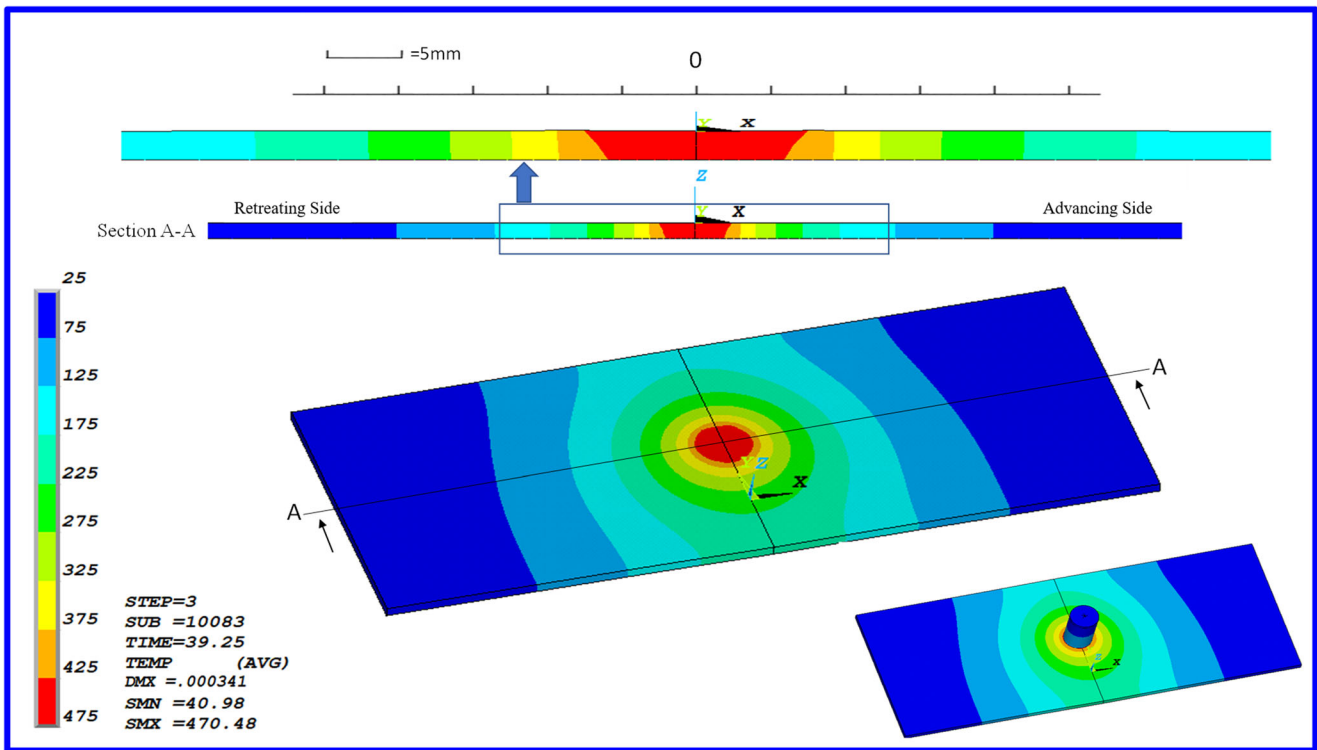 =5mm
0
Y X
Z
Retreating Side
Y X
Advancing Side
Section A-A
25
75
125
175
225
275
325
375
425
475
A
A
Y Z
X
STEP=3
SUB =10083
TIME=39.25
TEMP (AVG)
DMX =.000341
SMN =40.98
SMX =470.48
Z
X